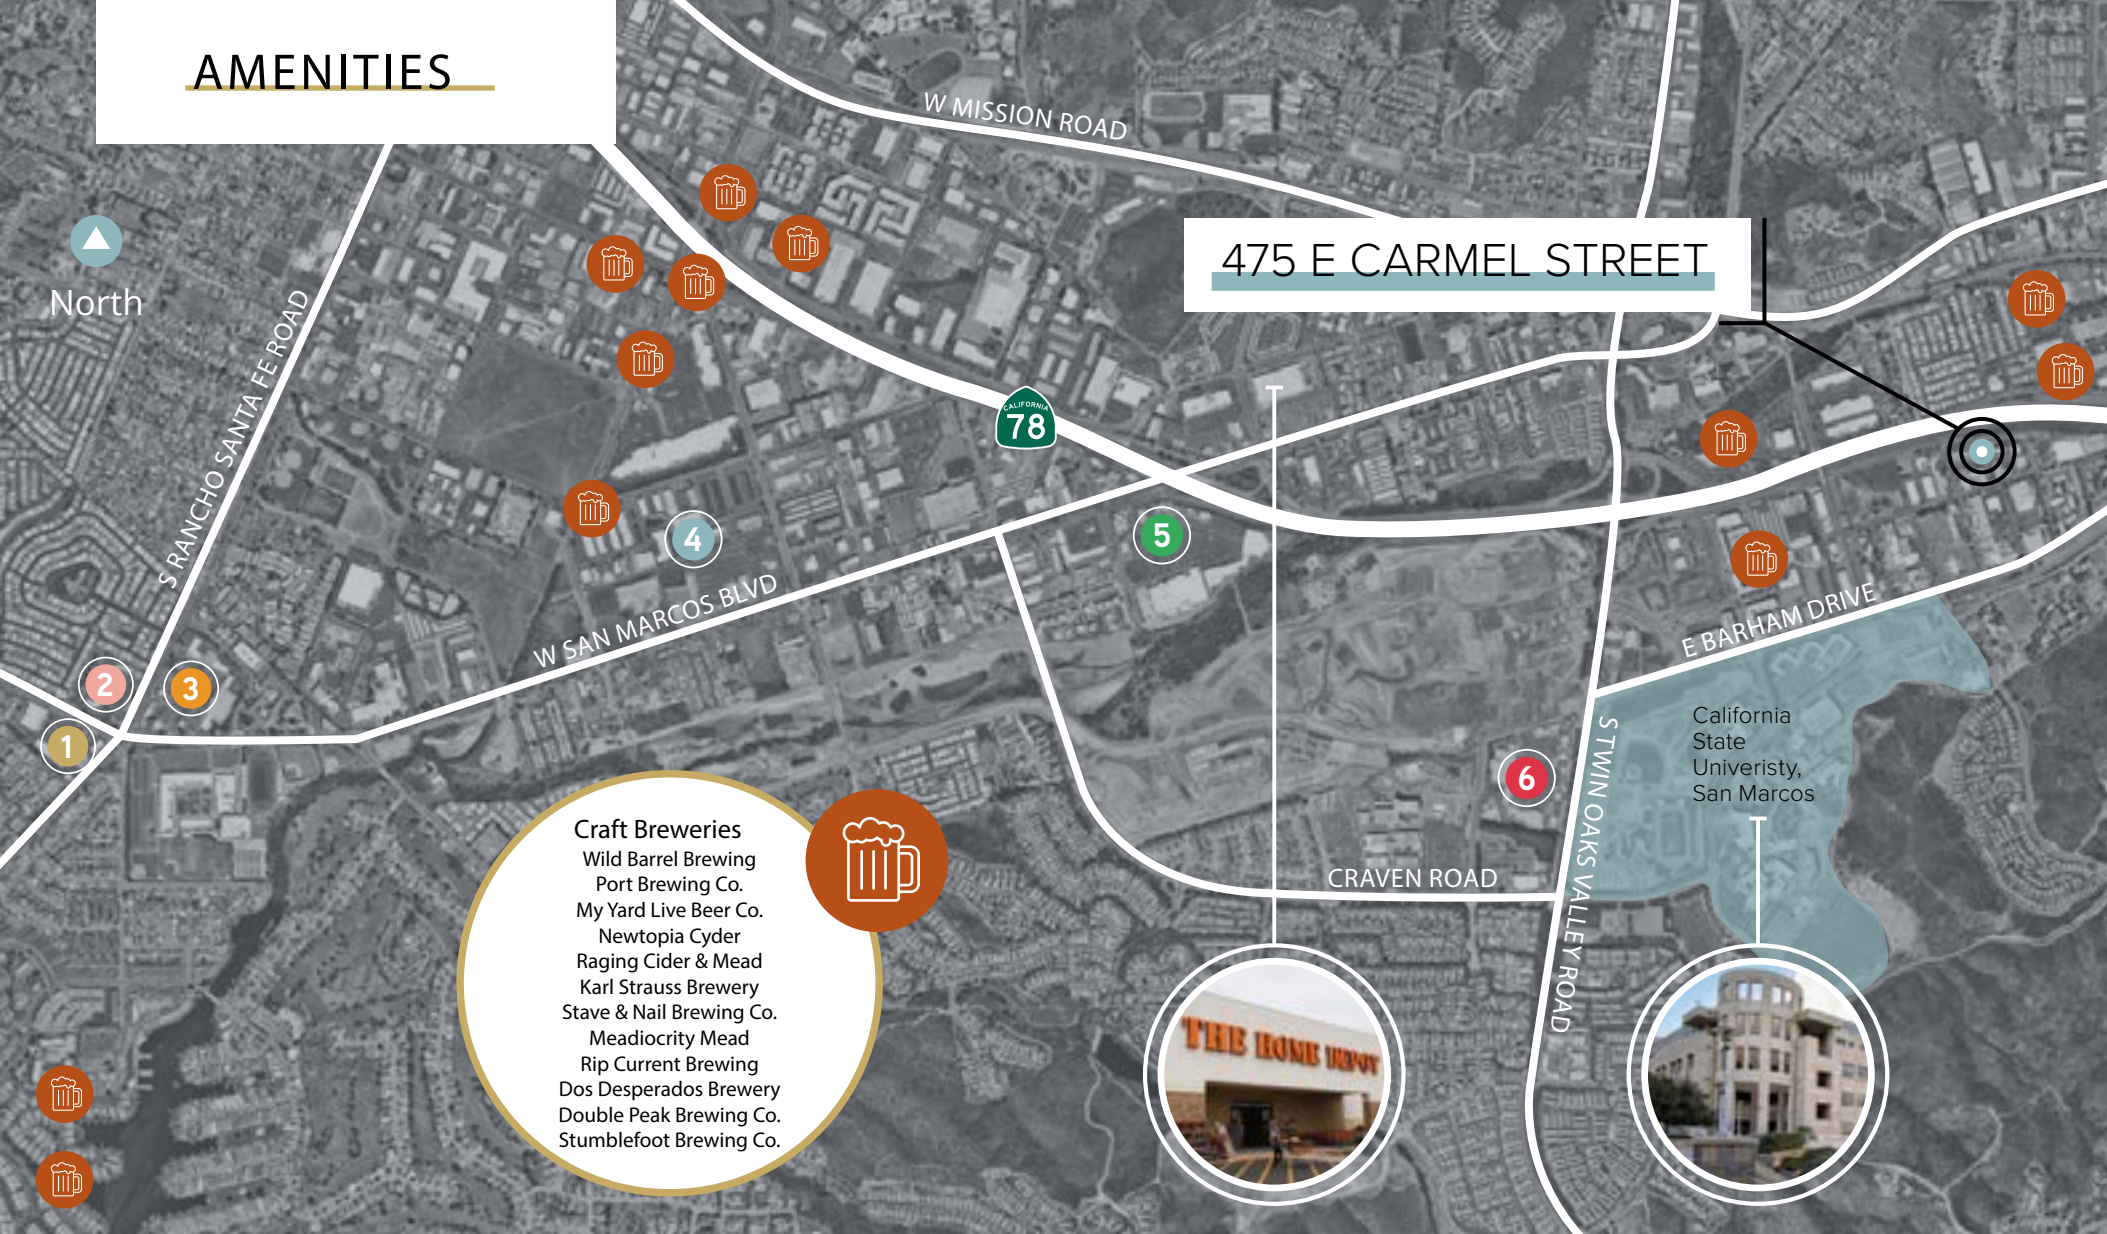 AMENITIES
W MISSION ROAD
475 E CARMEL STREET
North
S RANCHO SANTA FE ROAD
CALIFORNIA
78
4
5
W SAN MARCOS BLVD
E BARHAM DRIVE
2
3
1
California
State
Univeristy,
San Marcos
6
S TWIN OAKS VALLEY ROAD
CRAVEN ROAD
Craft Breweries
Wild Barrel Brewing
Port Brewing Co.
My Yard Live Beer Co.
Newtopia Cyder
Raging Cider & Mead
Karl Strauss Brewery
Stave & Nail Brewing Co.
Meadiocrity Mead
Rip Current Brewing
Dos Desperados Brewery
Double Peak Brewing Co.
Stumblefoot Brewing Co.
THE HOME DEPOT